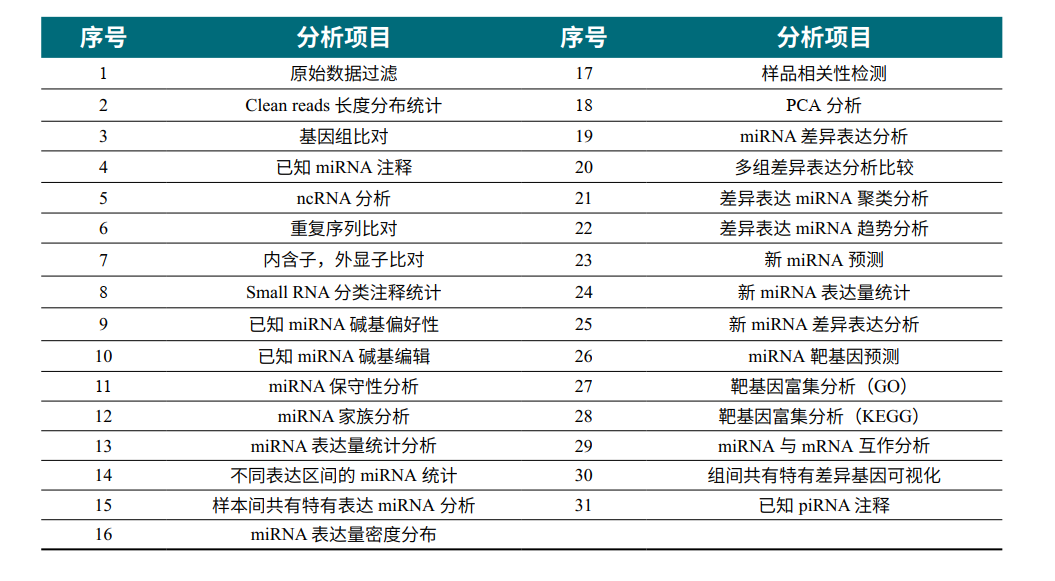 序号 分析项目 序号 分析项目
1 原始数据过滤 17 样品相关性检测
2 Clean reads 长度分布统计 18 PCA 分析
3 基因组比对 19 miRNA 差异表达分析
4 已知 miRNA 注释 20 多组差异表达分析比较
5 ncRNA 分析 21 差异表达 miRNA 聚类分析
6 重复序列比对 22 差异表达 miRNA 趋势分析
7 内含子，外显子比对 23 新 miRNA 预测
8 Small RNA 分类注释统计 24 新 miRNA 表达量统计
9 已知 miRNA 碱基偏好性 25 新 miRNA 差异表达分析
10 已知 miRNA 碱基编辑 26 miRNA 靶基因预测
11 miRNA 保守性分析 27 靶基因富集分析（GO）
12 miRNA 家族分析 28 靶基因富集分析（KEGG）
13 miRNA 表达量统计分析 29 miRNA 与 mRNA 互作分析
14 不同表达区间的 miRNA 统计 30 组间共有特有差异基因可视化
15 样本间共有特有表达 miRNA 分析 31 已知 piRNA 注释
16 miRNA 表达量密度分布